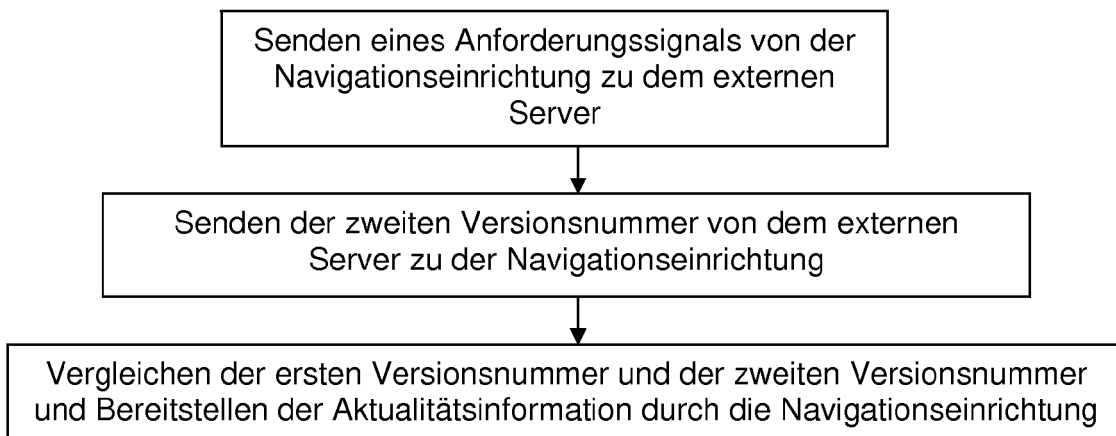 Senden eines Anforderungssignals von der
Navigationseinrichtung zu dem externen
Server
Senden der zweiten Versionsnummer von dem externen
Server zu der Navigationseinrichtung
Vergleichen der ersten Versionsnummer und der zweiten Versionsnummer
und Bereitstellen der Aktualitätsinformation durch die Navigationseinrichtung